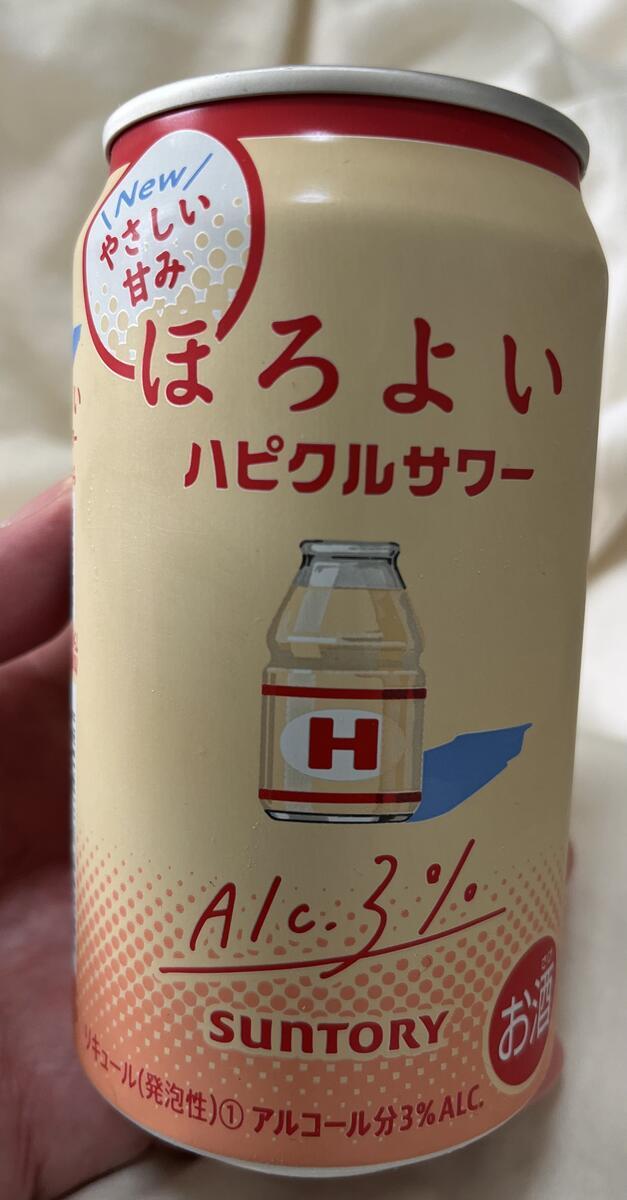 New
やさしい
甘み
ほろよい
ハピクルサワー
H
Alc.3%
SUNTORY
お酒
リキュール(発泡性)① アルコール分3%ALC.